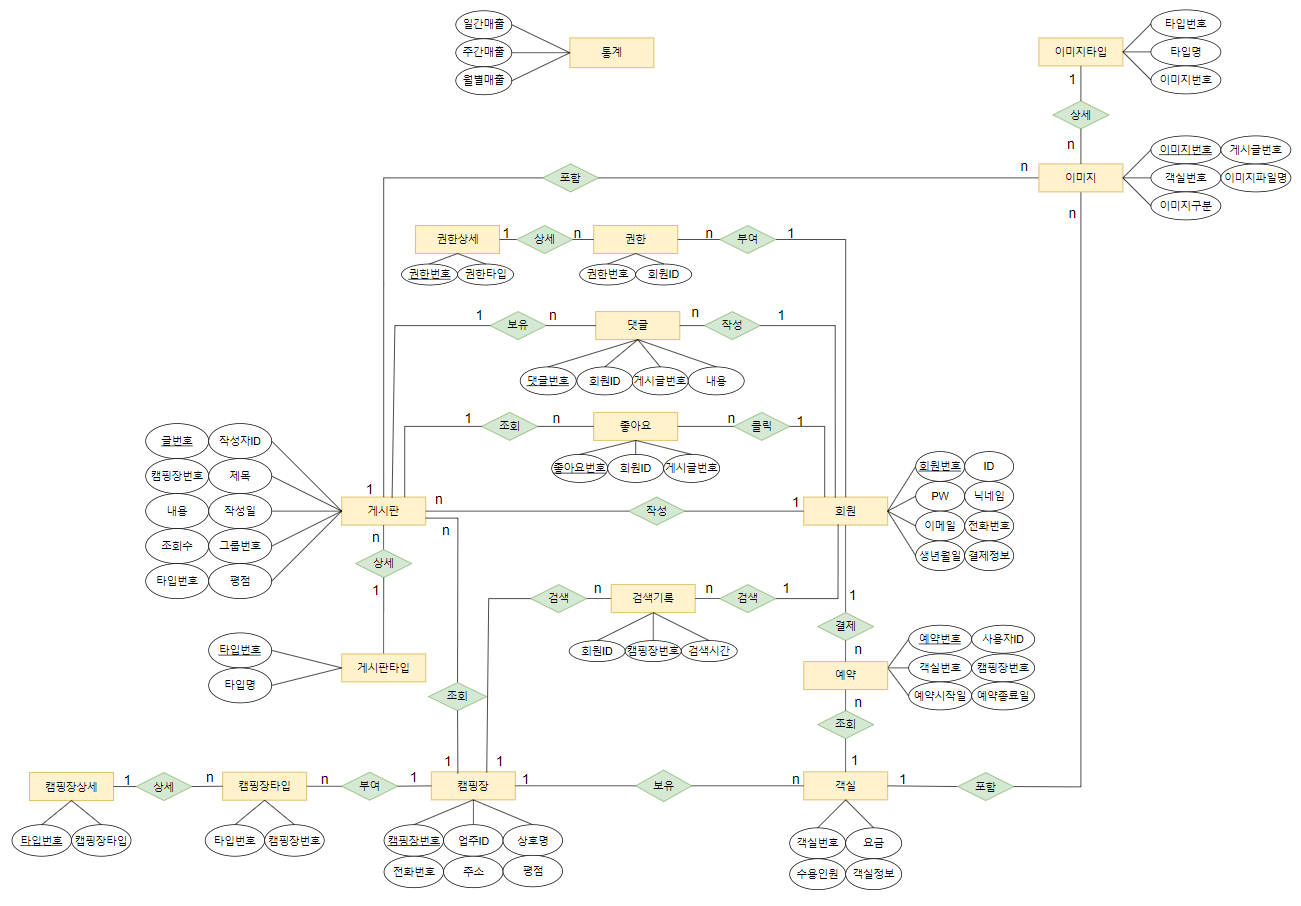 일간매출
주간매출
월별매출
통계
이미지타입
타입번호
타입명
이미지번호
1
상세
n
이미지
이미지번호
게시글번호
객실번호
이미지파일명
이미지구분
n
n
포함
권한상세
1
상세
n
권한
n
부여
1
권한번호
권한타입
권한번호
회원ID
1
보유
n
댓글
n
작성
1
댓글번호
회원ID
게시글번호
내용
1
조회
n
좋아요
n
클릭
1
좋아요번호
회원ID
게시글번호
글번호
작성자ID
캠핑장번호
제목
내용
작성일
조회수
그룹번호
타입번호
평점
1
게시판
n
n
작성
1
회원
회원번호
ID
PW
닉네임
이메일
전화번호
생년월일
결제정보
n
상세
1
게시판타입
타입번호
타입명
검색
n
검색기록
n
검색
1
회원ID
캠핑장번호
검색시간
1
결제
n
예약
예약번호
사용자ID
객실번호
캠핑장번호
예약시작일
예약종료일
n
조회
1
조회
1
1
캠핑장상세
1
상세
n
캠핑장타입
n
부여
1
캠핑장
1
보유
n
객실
1
포함
타입번호
캠핑장타입
타입번호
캠핑장번호
캠핑장번호
업주ID
상호명
전화번호
주소
평점
객실번호
요금
수용인원
객실정보